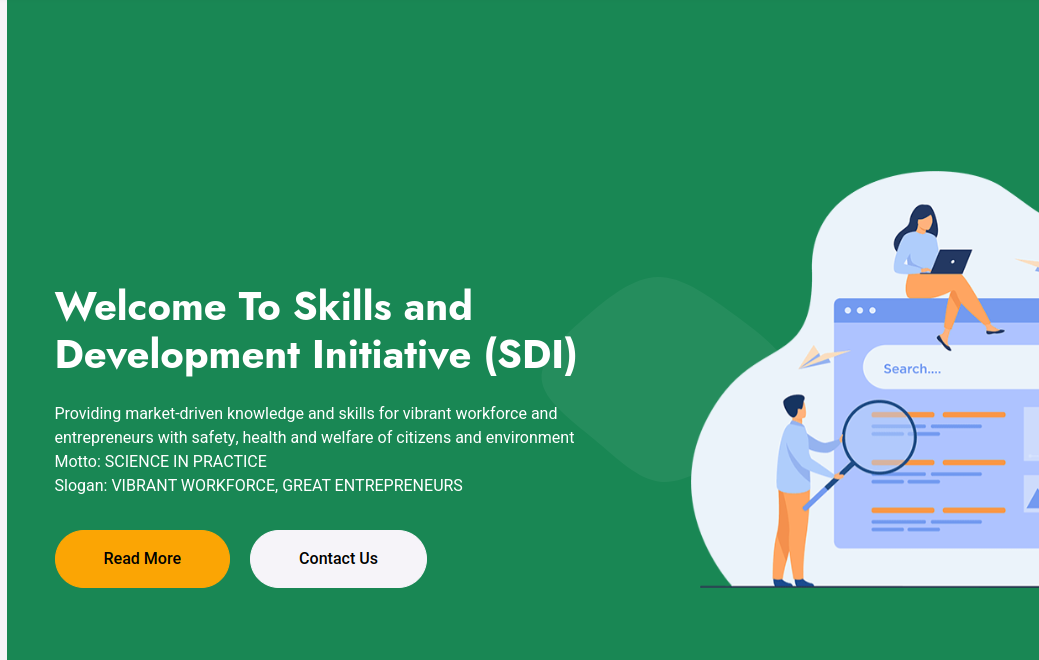 Welcome To Skills and
Development Initiative (SDI)
Providing market-driven knowledge and skills for vibrant workforce and
entrepreneurs with safety, health and welfare of citizens and environment
Motto: SCIENCE IN PRACTICE
Slogan: VIBRANT WORKFORCE, GREAT ENTREPRENEURS
Read More
Contact Us
Search....